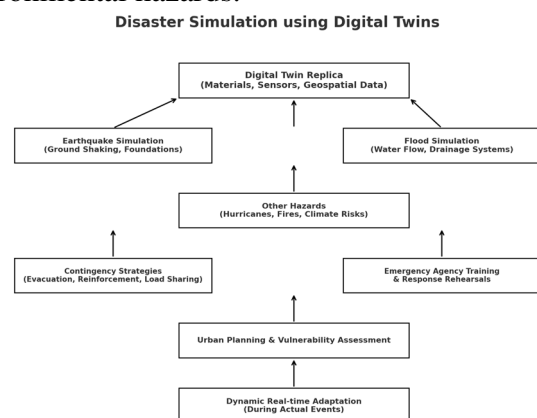 Disaster Simulation using Digital Twins
Digital Twin Replica
(Materials, Sensors, Geospatial Data)
Earthquake Simulation
(Ground Shaking, Foundations)
Flood Simulation
(Water Flow, Drainage Systems)
Other Hazards
(Hurricanes, Fires, Climate Risks)
Contingency Strategies
(Evacuation, Reinforcement, Load Sharing)
Emergency Agency Training
& Response Rehearsals
Urban Planning & Vulnerability Assessment
Dynamic Real-time Adaptation
(During Actual Events)